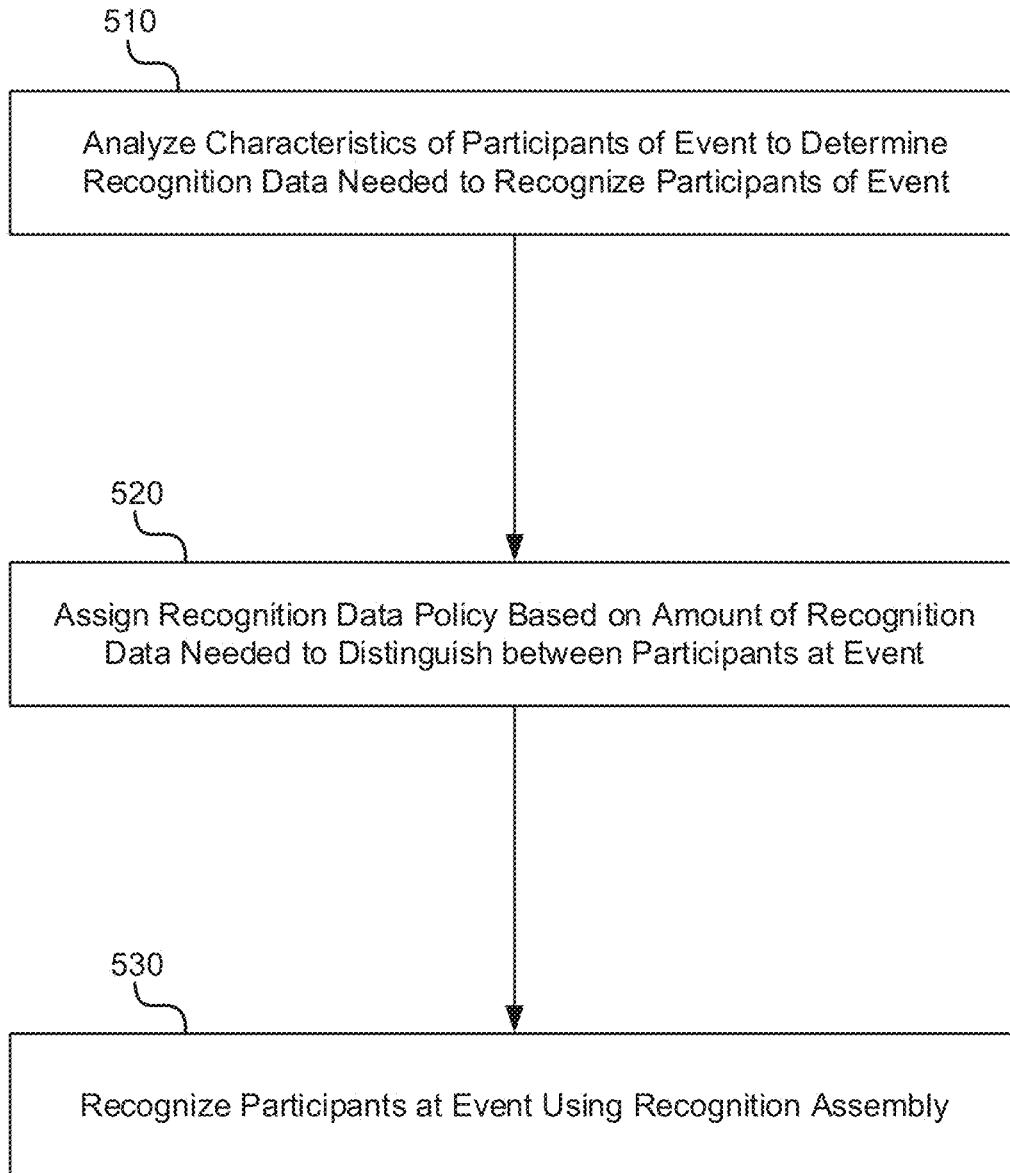 510
Analyze Characteristics of Participants of Event to Determine
Recognition Data Needed to Recognize Participants of Event
520
Assign Recognition Data Policy Based on Amount of Recognition
Data Needed to Distinguish between Participants at Event
530
Recognize Participants at Event Using Recognition Assembly